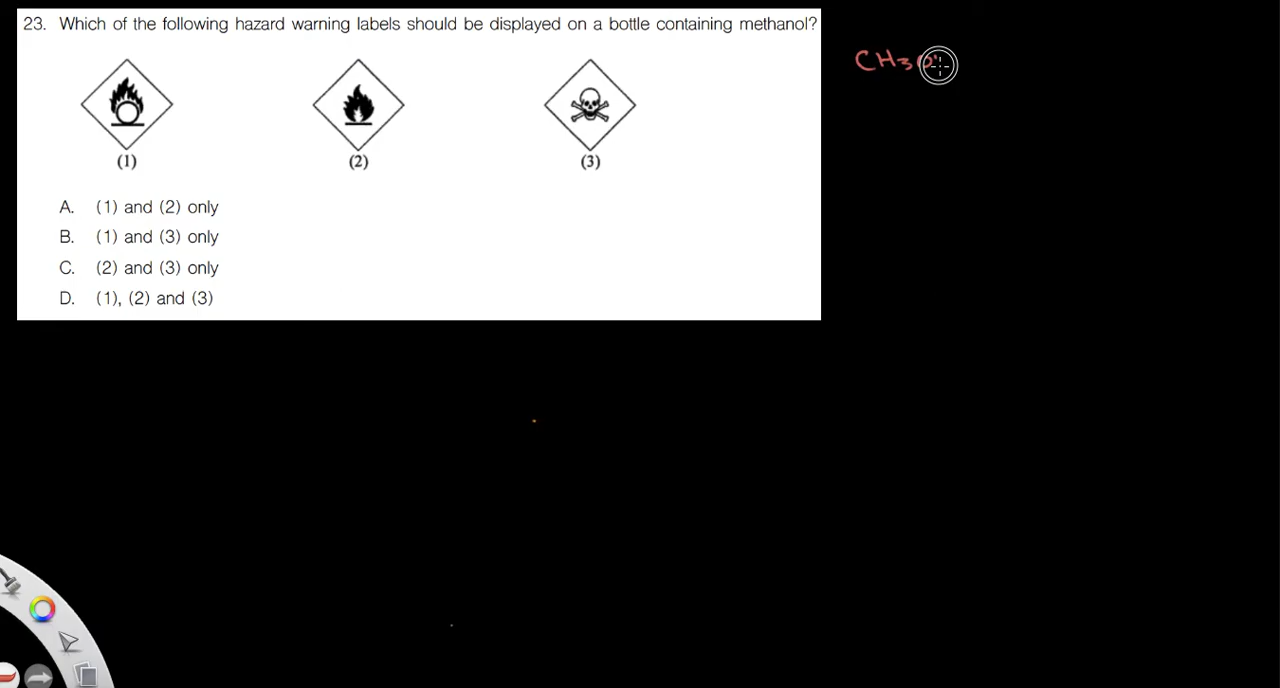 23. Which of the following hazard warning labels should be displayed on a bottle containing methanol?
CH3O
(1) (2) (3)
A. (1) and (2) only
B. (1) and (3) only
C. (2) and (3) only
D. (1), (2) and (3)